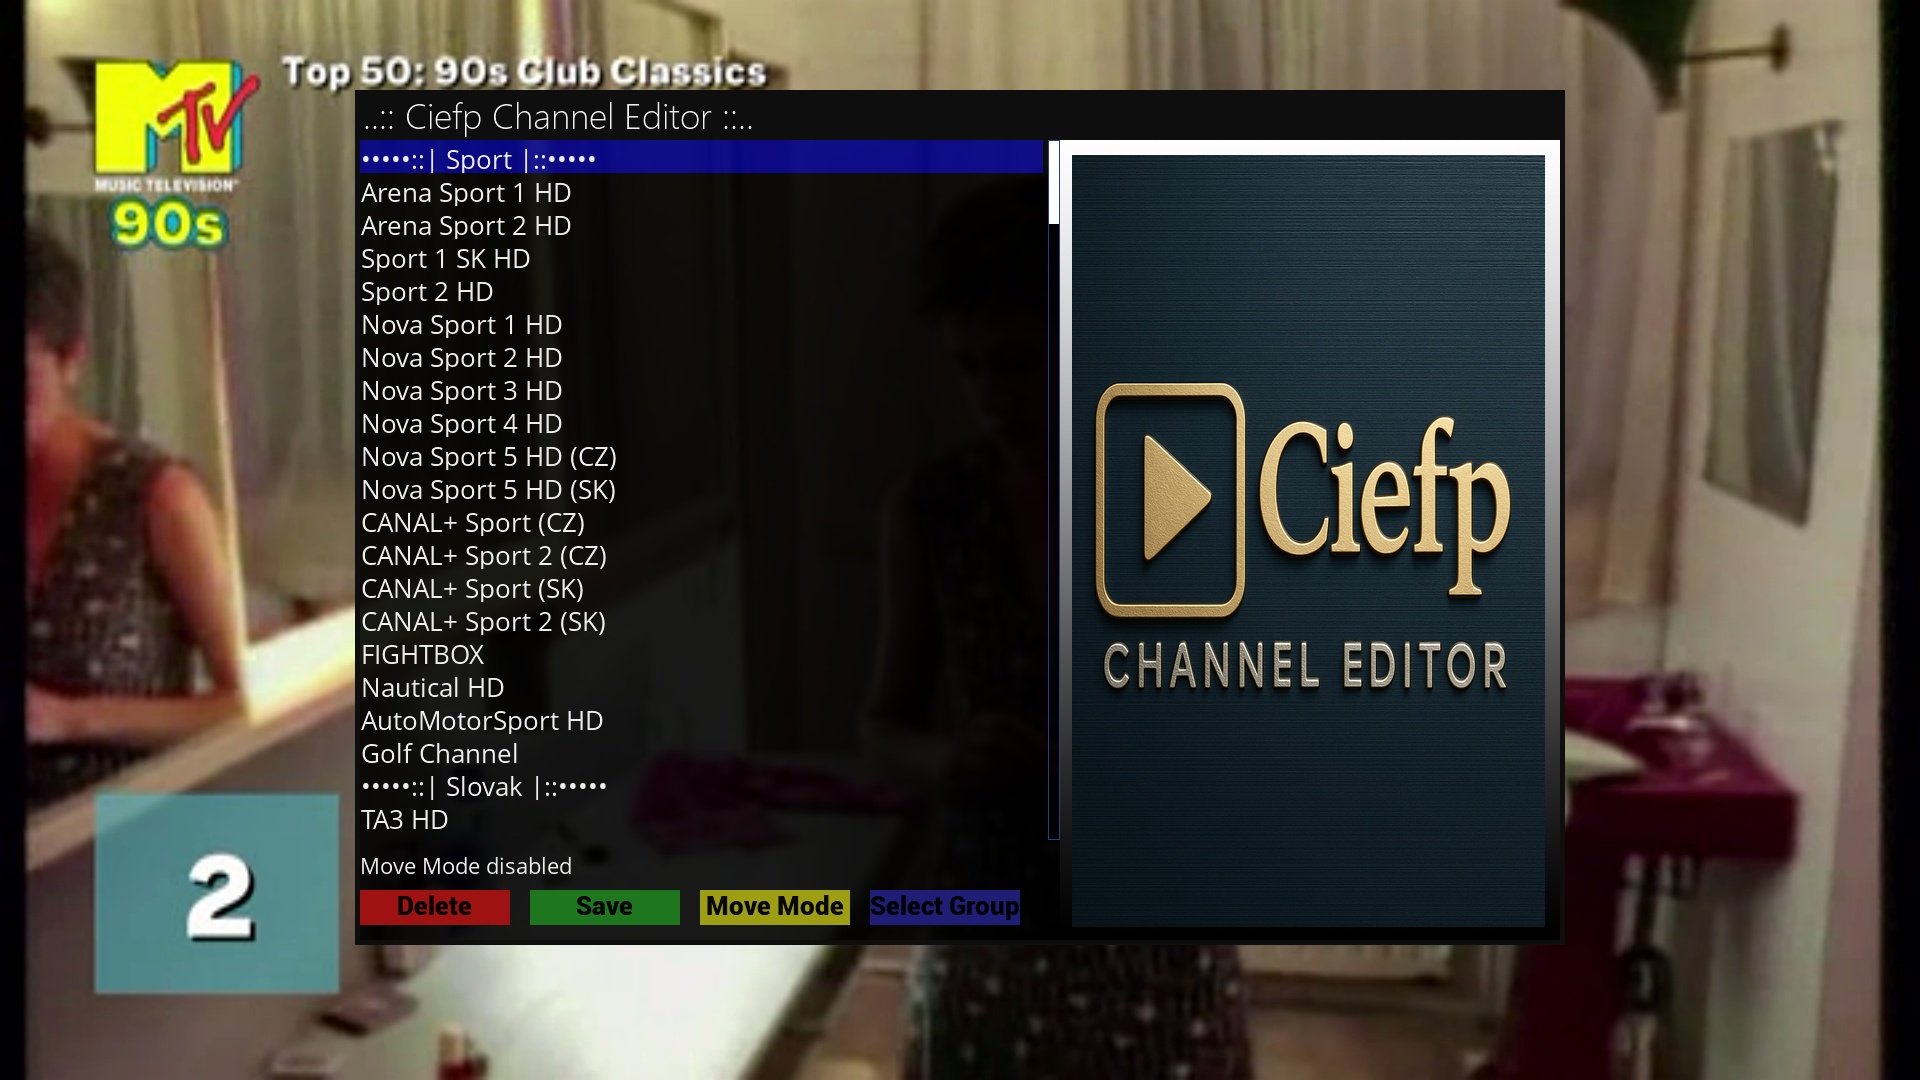 Top 50: 90s Club Classics
MTV
MUSIC TELEVISION
90s
..:: Ciefp Channel Editor ::..
•••••::| Sport |::•••••
Arena Sport 1 HD
Arena Sport 2 HD
Sport 1 SK HD
Sport 2 HD
Nova Sport 1 HD
Nova Sport 2 HD
Nova Sport 3 HD
Nova Sport 4 HD
Nova Sport 5 HD (CZ)
Nova Sport 5 HD (SK)
CANAL+ Sport (CZ)
CANAL+ Sport 2 (CZ)
CANAL+ Sport (SK)
CANAL+ Sport 2 (SK)
FIGHTBOX
Nautical HD
AutoMotorSport HD
Golf Channel
•••••::| Slovak |::•••••
TA3 HD
Move Mode disabled
Delete
Save
Move Mode
Select Group
Ciefp
CHANNEL EDITOR
2